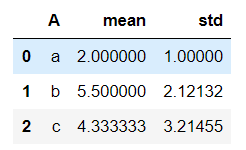 A mean std
0 a 2.000000 1.00000
1 b 5.500000 2.12132
2 c 4.333333 3.21455